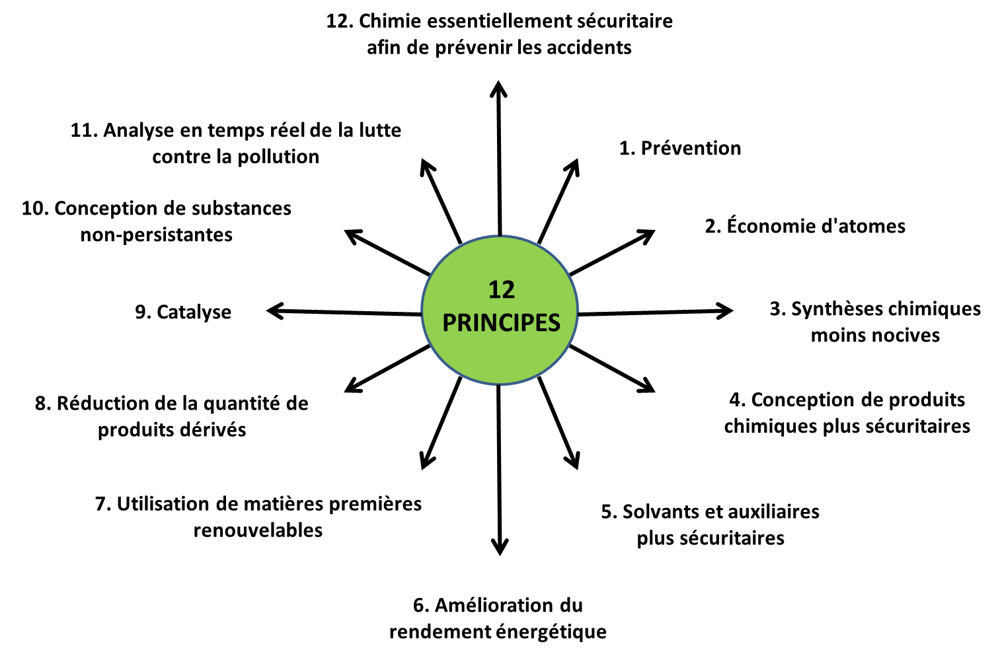 12. Chimie essentiellement sécuritaire
afin de prévenir les accidents
1. Prévention
2. Économie d'atomes
3. Synthèses chimiques
moins nocives
4. Conception de produits
chimiques plus sécuritaires
5. Solvants et auxiliaires
plus sécuritaires
6. Amélioration du
rendement énergétique
7. Utilisation de matières premières
renouvelables
8. Réduction de la quantité de
produits dérivés
9. Catalyse
10. Conception de substances
non-persistantes
11. Analyse en temps réel de la lutte
contre la pollution
12
PRINCIPES